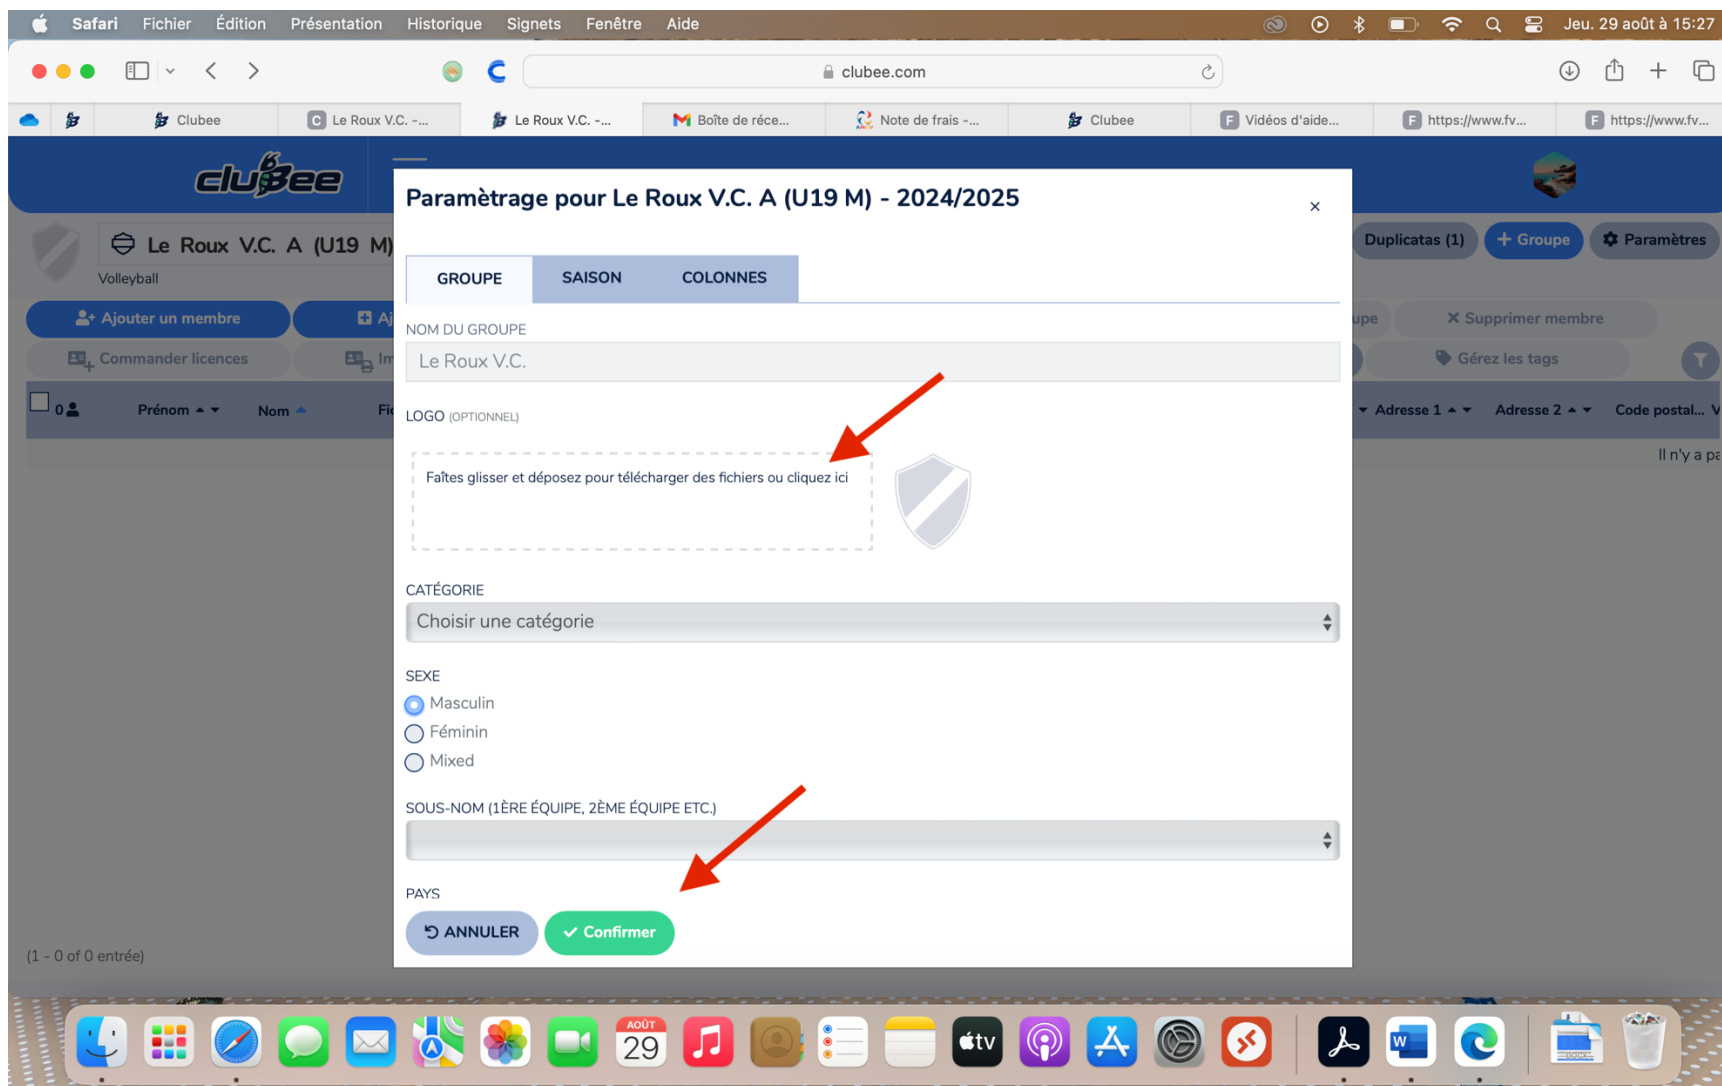 Safari Fichier Édition Présentation Historique Signets Fenêtre Aide Jeu. 29 août à 15:27
clubee.com
Clubee
C Le Roux V.C. -...
Le Roux V.C. -...
Boîte de réce...
Note de frais -...
Clubee
F Vidéos d'aide...
F https://www.fv...
F https://www.fv...
cluBee
Paramètrage pour Le Roux V.C. A (U19 M) - 2024/2025
×
Le Roux V.C. A (U19 M)
Volleyball
Duplicatas (1)
+ Groupe
Paramètres
GROUPE SAISON COLONNES
Ajouter un membre
Supprimer membre
NOM DU GROUPE
Le Roux V.C.
Commander licences
Gérez les tags
0 Prénom Nom
Adresse 1 Adresse 2 Code postal...
LOGO (OPTIONNEL)
Il n'y a pa
Faîtes glisser et déposez pour télécharger des fichiers ou cliquez ici
CATÉGORIE
Choisir une catégorie
SEXE
Masculin
Féminin
Mixed
SOUS-NOM (1ÈRE ÉQUIPE, 2ÈME ÉQUIPE ETC.)
PAYS
ANNULER
Confirmer
(1 - 0 of 0 entrée)
AOÛT
29
tv
W
DOCX